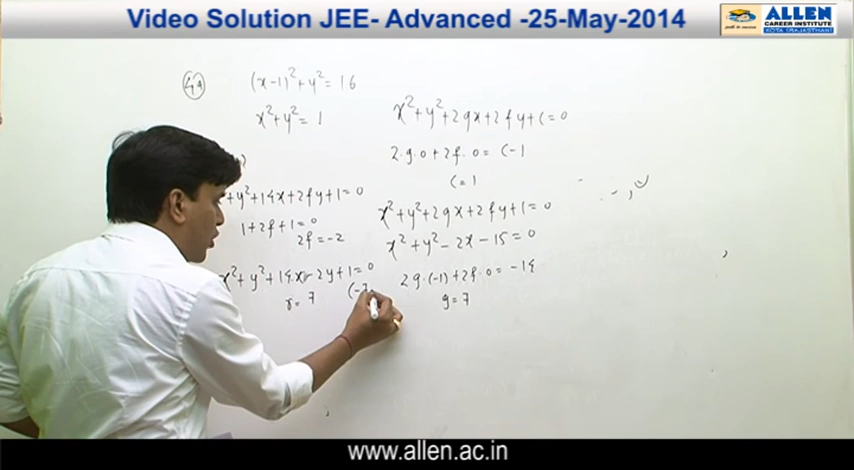 Video Solution JEE- Advanced -25-May-2014
ALLEN
CAREER INSTITUTE
KOTA (RAJASTHAN)
(x-1)²+y²=16
x²+y²=1
+y²+14x+2fy+1=0
1+2f+1=0
2f=-2
x²+y²+14x-2y+1=0
r=7
(-7
x²+y²+2gx+2fy+c=0
2·g·0+2f·0=c-1
c=1
x²+y²+2gx+2fy+1=0
x²+y²-2x-15=0
2g·(-1)+2f·0=-14
g=7
www.allen.ac.in